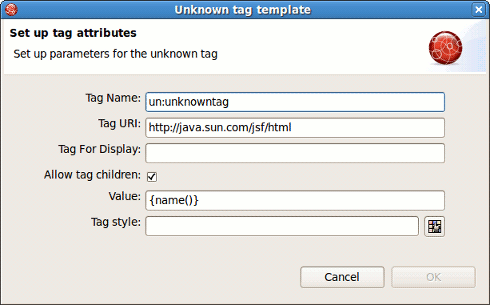 Unknown tag template
Set up tag attributes
Set up parameters for the unknown tag
Tag Name: un:unknowntag
Tag URI: http://java.sun.com/jsf/html
Tag For Display:
Allow tag children:
Value: {name()}
Tag style:
Cancel OK